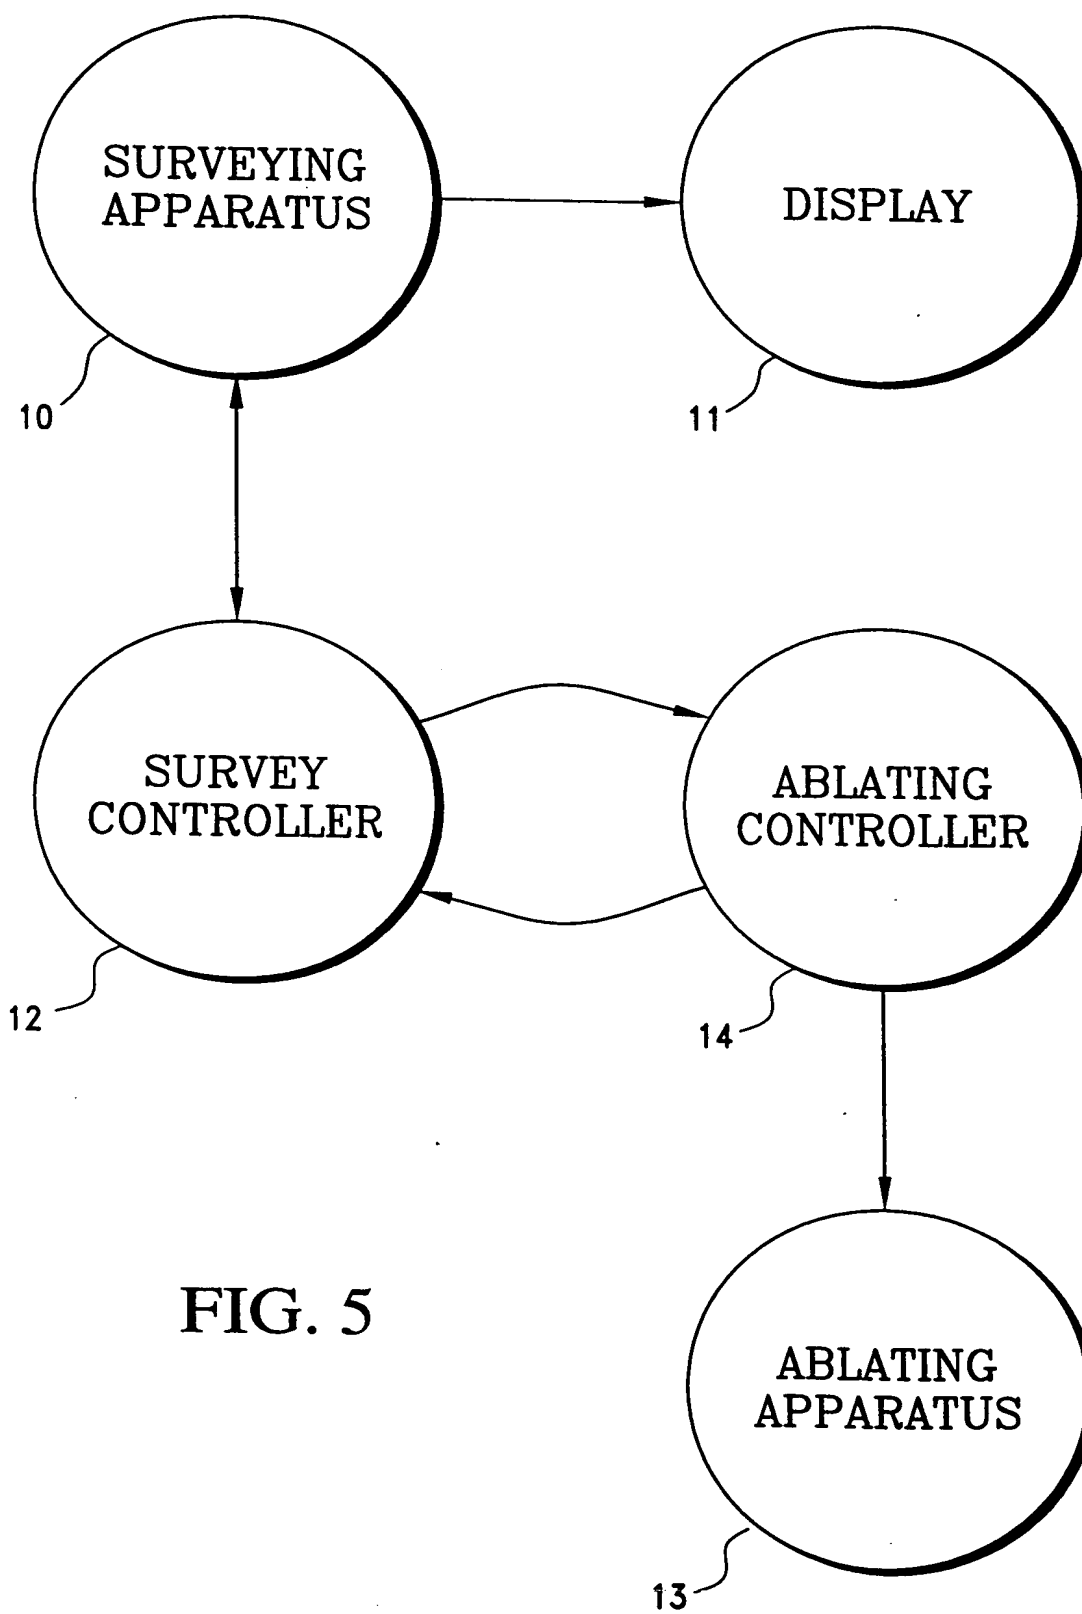 SURVEYING
APPARATUS
DISPLAY
10
11
SURVEY
CONTROLLER
ABLATING
CONTROLLER
12
14
FIG. 5
ABLATING
APPARATUS
13